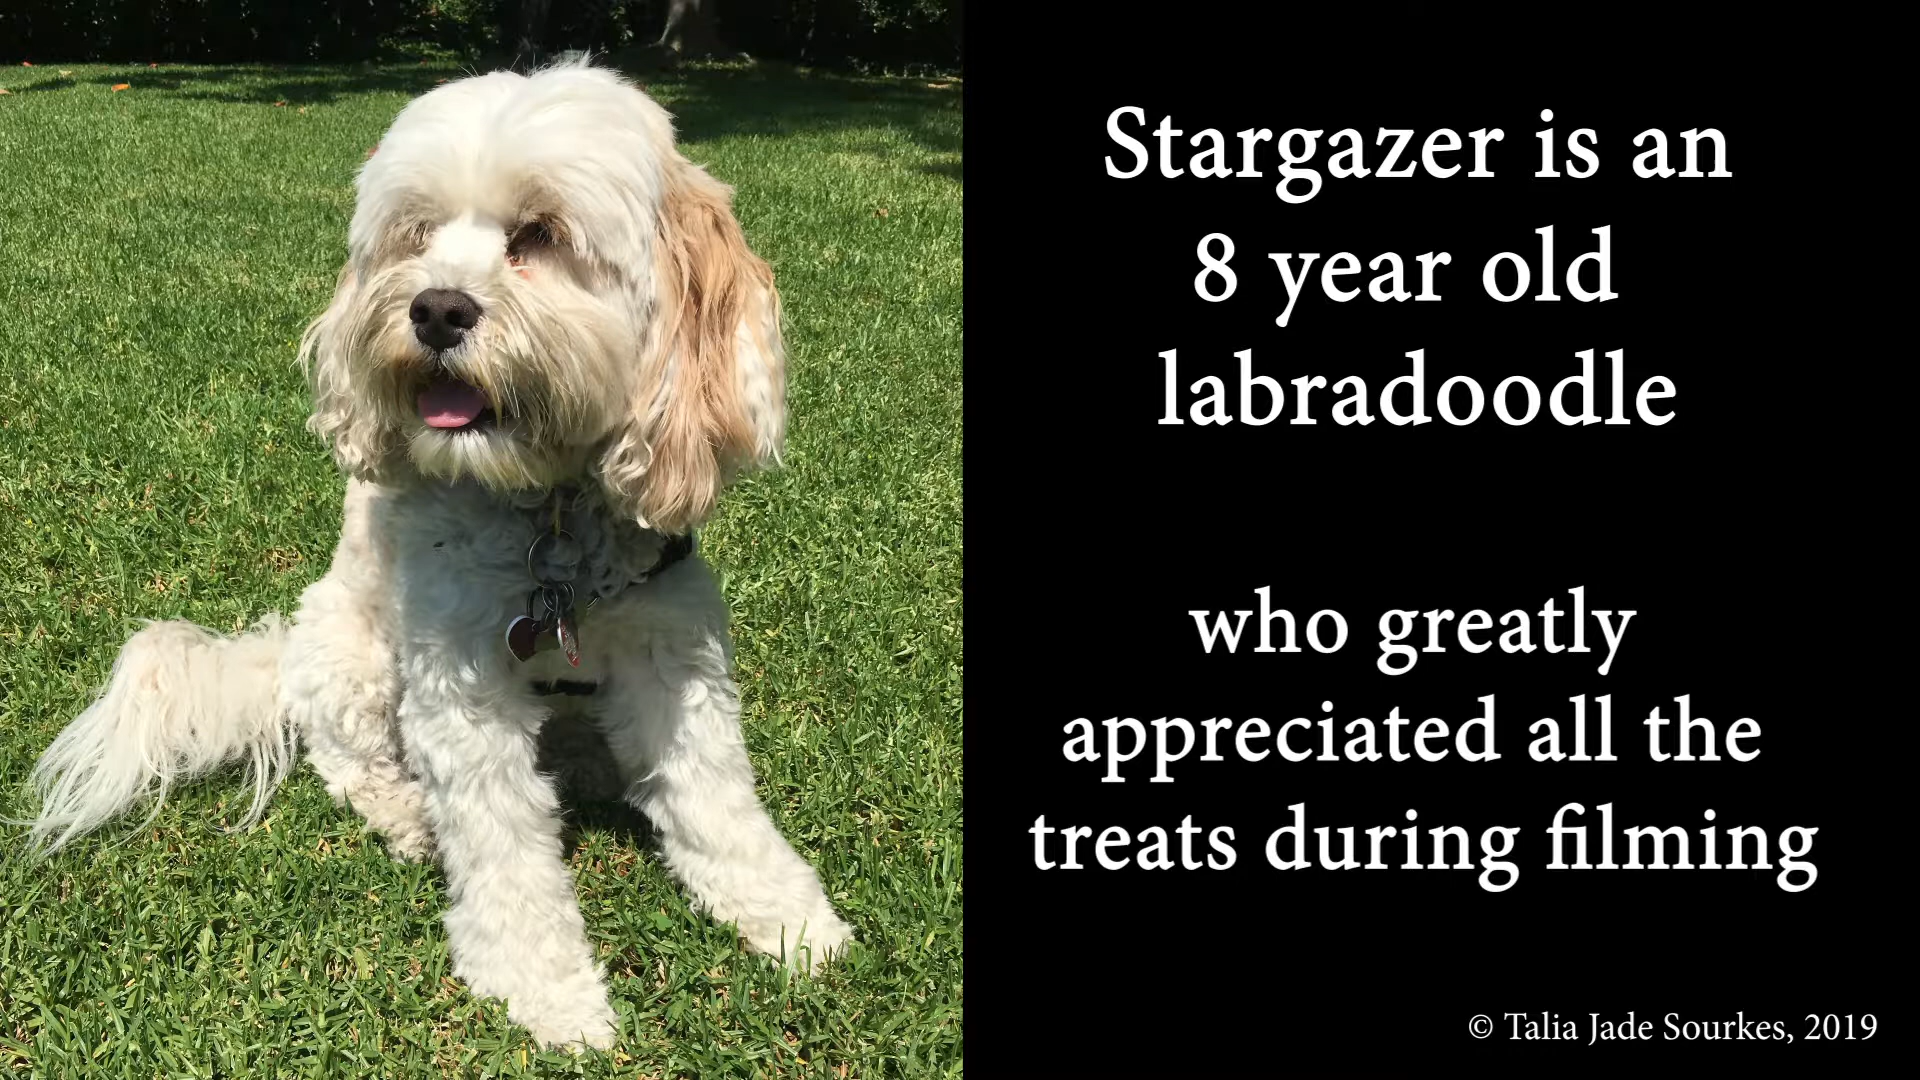 Stargazer is an
8 year old
labradoodle
who greatly
appreciated all the
treats during filming
© Talia Jade Sourkes, 2019